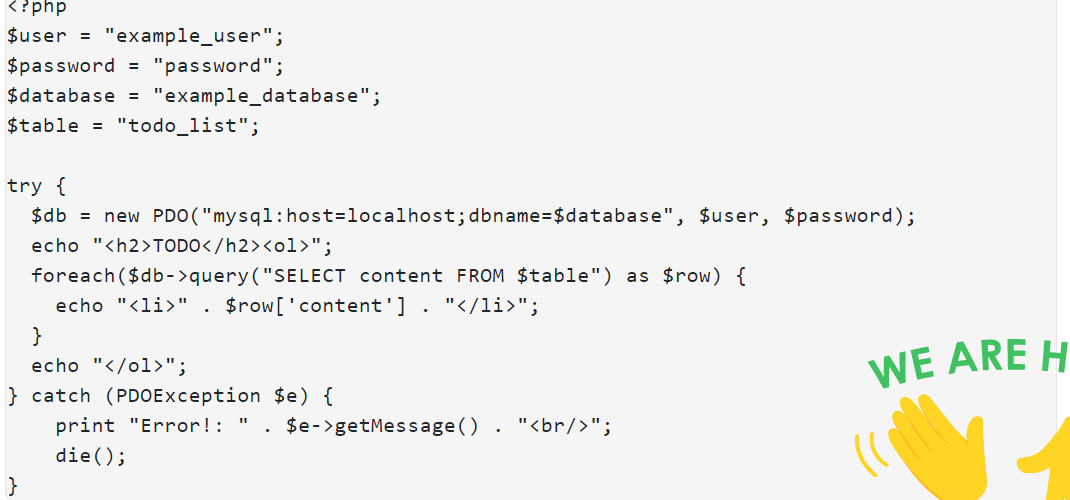 <?php
$user = "example_user";
$password = "password";
$database = "example_database";
$table = "todo_list";

try {
  $db = new PDO("mysql:host=localhost;dbname=$database", $user, $password);
  echo "<h2>TODO</h2><ol>";
  foreach($db->query("SELECT content FROM $table") as $row) {
    echo "<li>" . $row['content'] . "</li>";
  }
  echo "</ol>";
} catch (PDOException $e) {
    print "Error!: " . $e->getMessage() . "<br/>";
    die();
}
WE ARE H